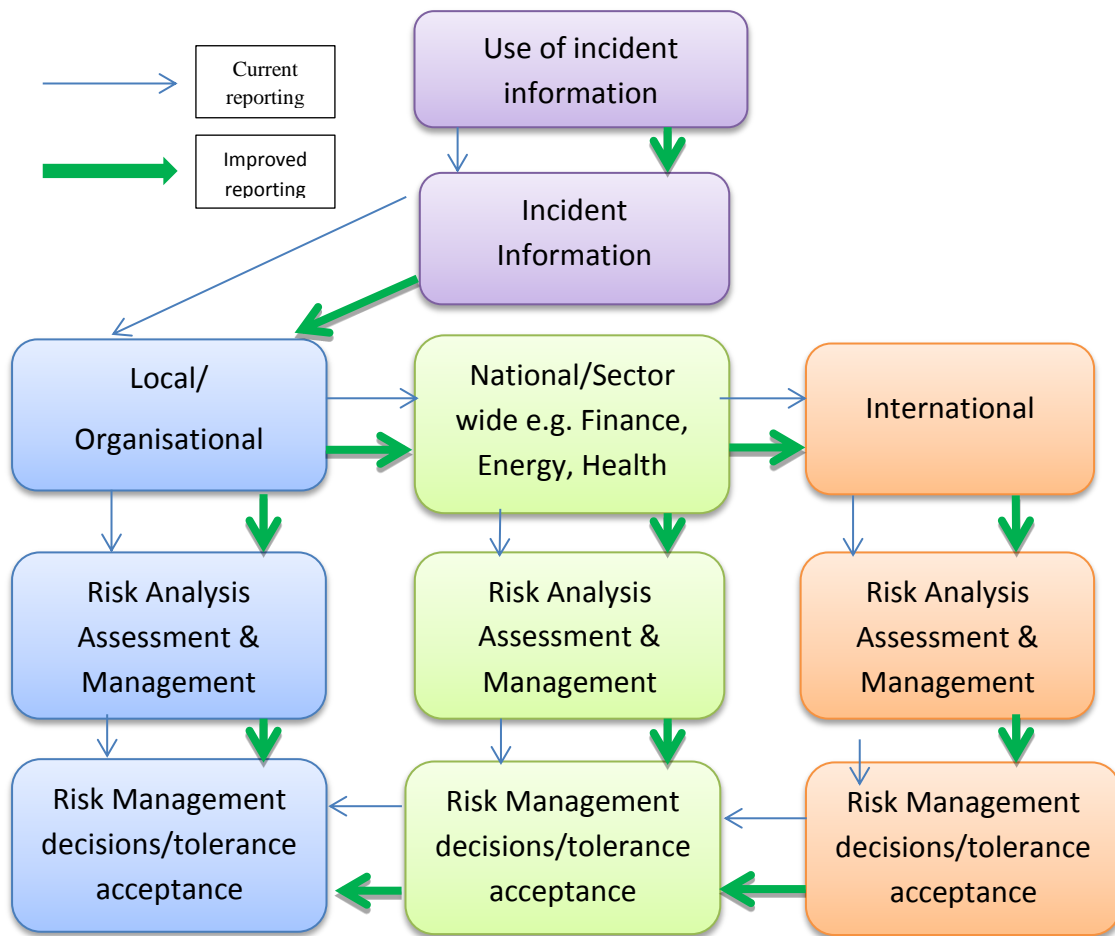 Current
reporting
Improved
reporting
Use of incident
information
Incident
Information
Local/
Organisational
National/Sector
wide e.g. Finance,
Energy, Health
International
Risk Analysis
Assessment &
Management
Risk Analysis
Assessment &
Management
Risk Analysis
Assessment &
Management
Risk Management
decisions/tolerance
acceptance
Risk Management
decisions/tolerance
acceptance
Risk Management
decisions/tolerance
acceptance